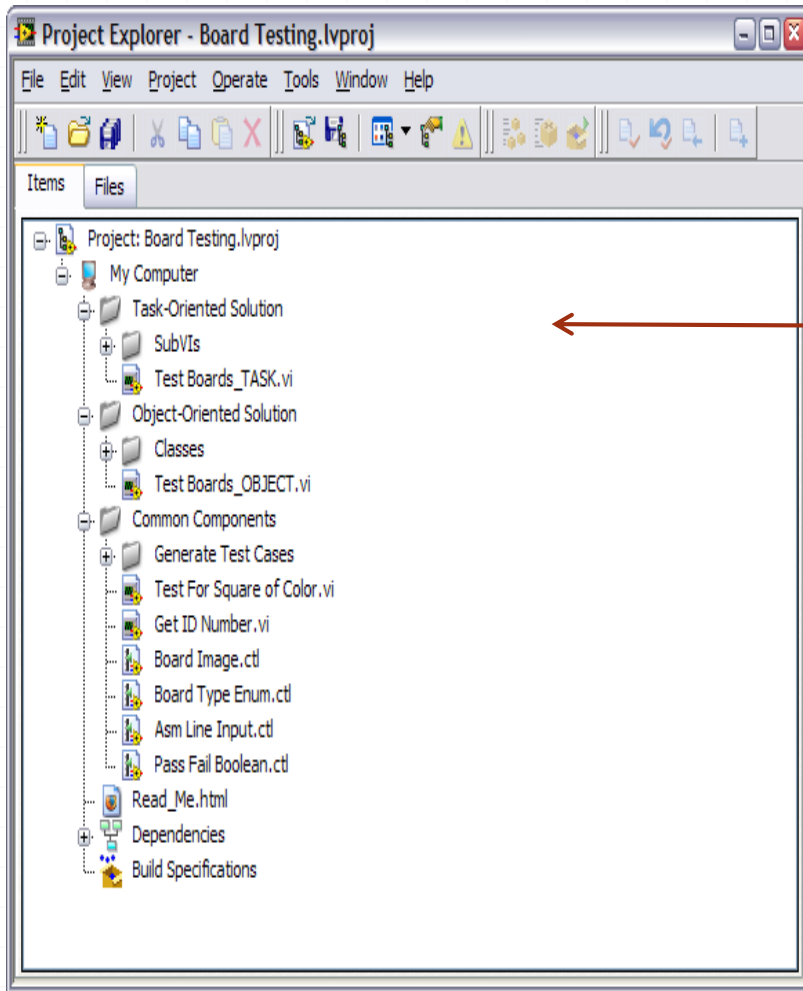 Project Explorer - Board Testing.lvproj
File Edit View Project Operate Tools Window Help
Items Files
Project: Board Testing.lvproj
My Computer
Task-Oriented Solution
SubVIs
Test Boards_TASK.vi
Object-Oriented Solution
Classes
Test Boards_OBJECT.vi
Common Components
Generate Test Cases
Test For Square of Color.vi
Get ID Number.vi
Board Image.ctl
Board Type Enum.ctl
Asm Line Input.ctl
Pass Fail Boolean.ctl
Read_Me.html
Dependencies
Build Specifications